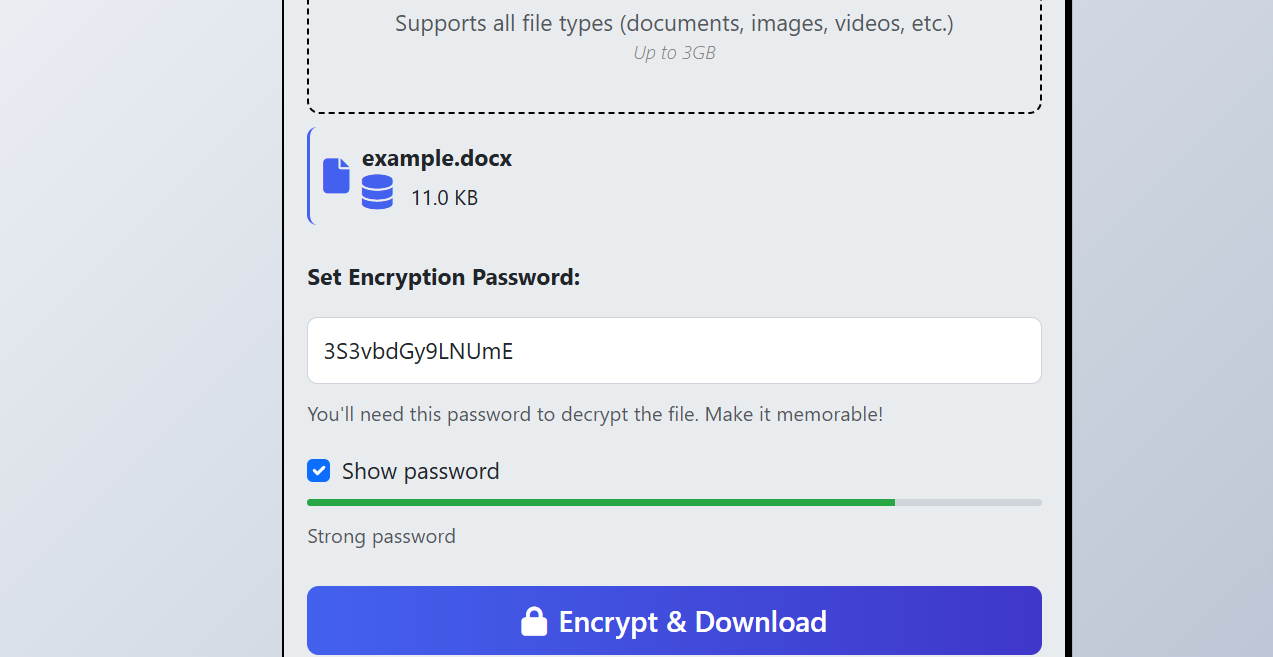 Supports all file types (documents, images, videos, etc.)
Up to 3GB
example.docx
11.0 KB
Set Encryption Password:
3S3vbdGy9LNUmE
You'll need this password to decrypt the file. Make it memorable!
Show password
Strong password
Encrypt & Download